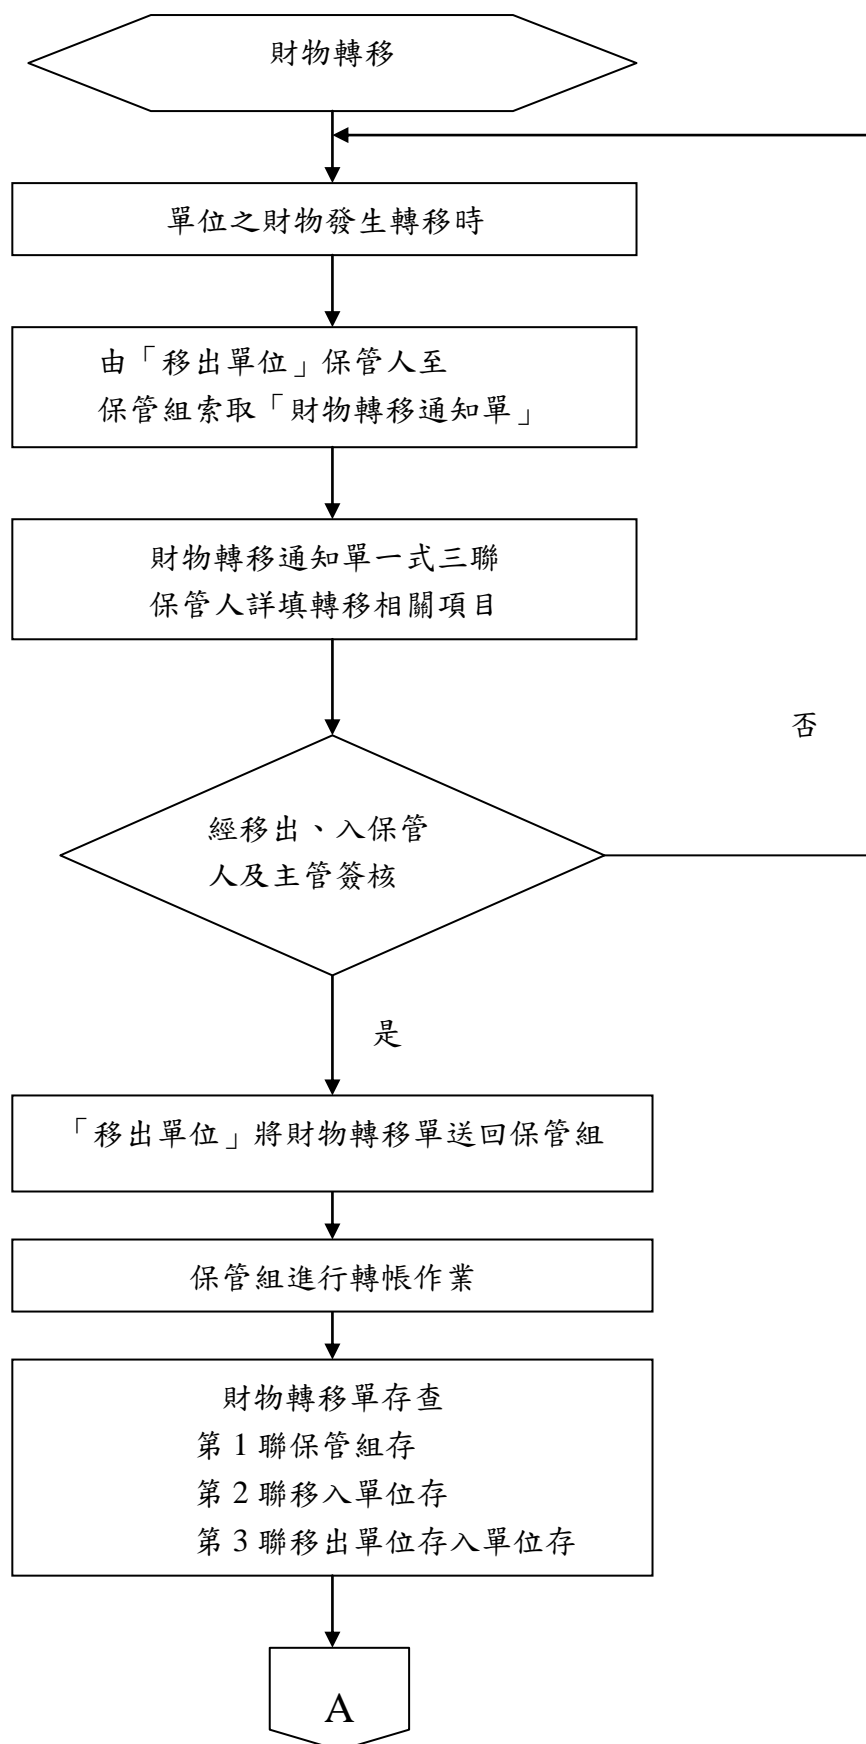 財物轉移
單位之財物發生轉移時
由「移出單位」保管人至
保管組索取「財物轉移通知單」
財物轉移通知單一式三聯
保管人詳填轉移相關項目
否
經移出、入保管
人及主管簽核
是
「移出單位」將財物轉移單送回保管組
保管組進行轉帳作業
財物轉移單存查
第 1 聯保管組存
第 2 聯移入單位存
第 3 聯移出單位存入單位存
A